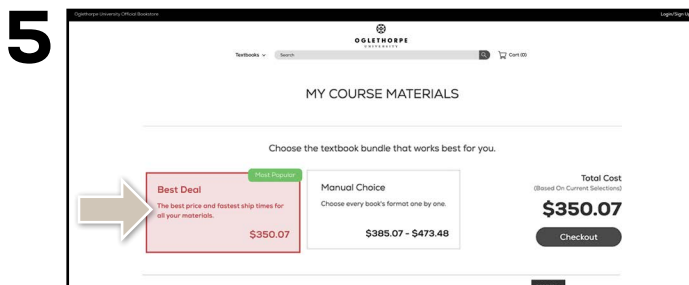 5
Oglethorpe University Official Bookstore
Login/Sign Up
OGLETHORPE
UNIVERSITY
Textbooks
Search
Cart (0)
MY COURSE MATERIALS
Choose the textbook bundle that works best for you.
Most Popular
Best Deal
The best price and fastest ship times for
all your materials.
$350.07
Manual Choice
Choose every book's format one by one.
$385.07 - $473.48
Total Cost
(Based On Current Selections)
$350.07
Checkout